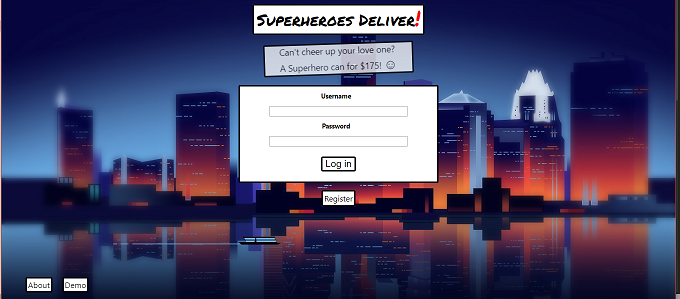 Superheroes Deliver!
Can't cheer up your love one?
A Superhero can for $175! ☺
Username
Password
Log in
Register
About
Demo